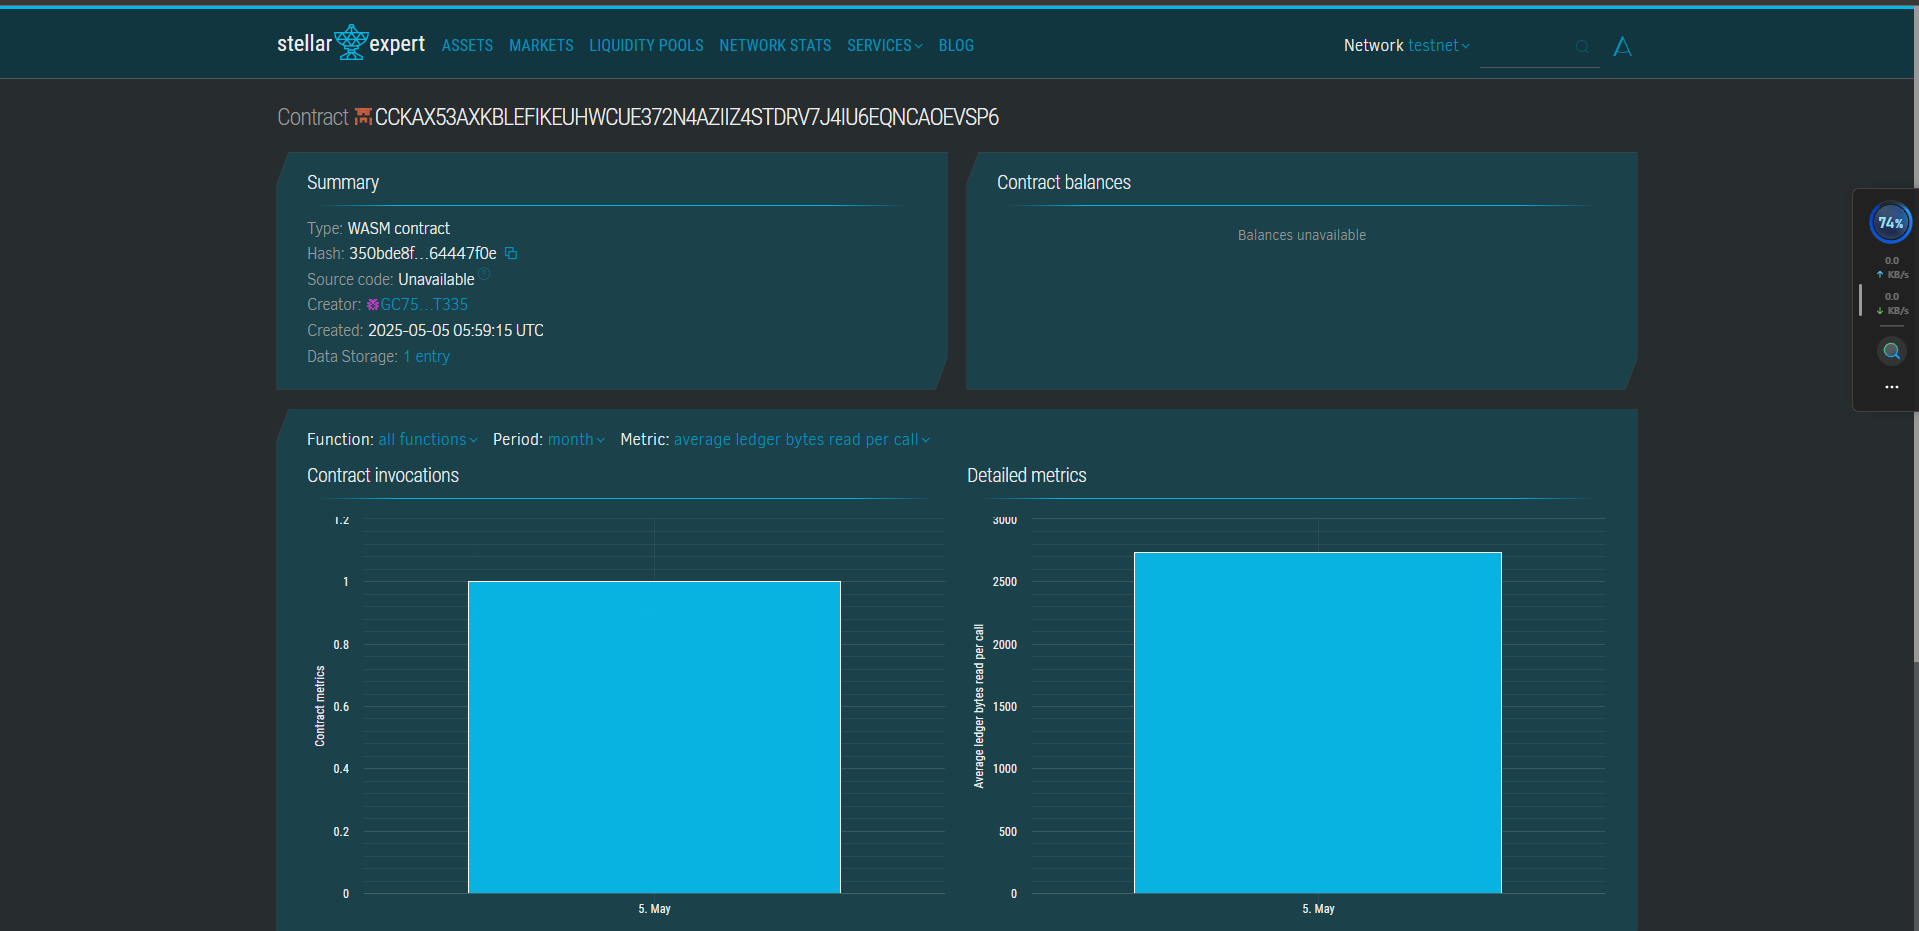 stellar expert ASSETS MARKETS LIQUIDITY POOLS NETWORK STATS SERVICES BLOG Network testnet
Contract CCKAX53AXKBLEFIKEUHWCUE372N4AZIIZ4STDRV7J4IU6EQNCAOEVSP6
Summary
Type: WASM contract
Hash: 350bde8f…64447f0e
Source code: Unavailable
Creator: GC75…T335
Created: 2025-05-05 05:59:15 UTC
Data Storage: 1 entry
Contract balances
Balances unavailable
74%
0.0
KB/s
0.0
KB/s
Function: all functions Period: month Metric: average ledger bytes read per call
Contract invocations
1.2
1
0.8
0.6
0.4
0.2
0
Contract metrics
5. May
Detailed metrics
3000
2500
2000
1500
1000
500
0
Average ledger bytes read per call
5. May